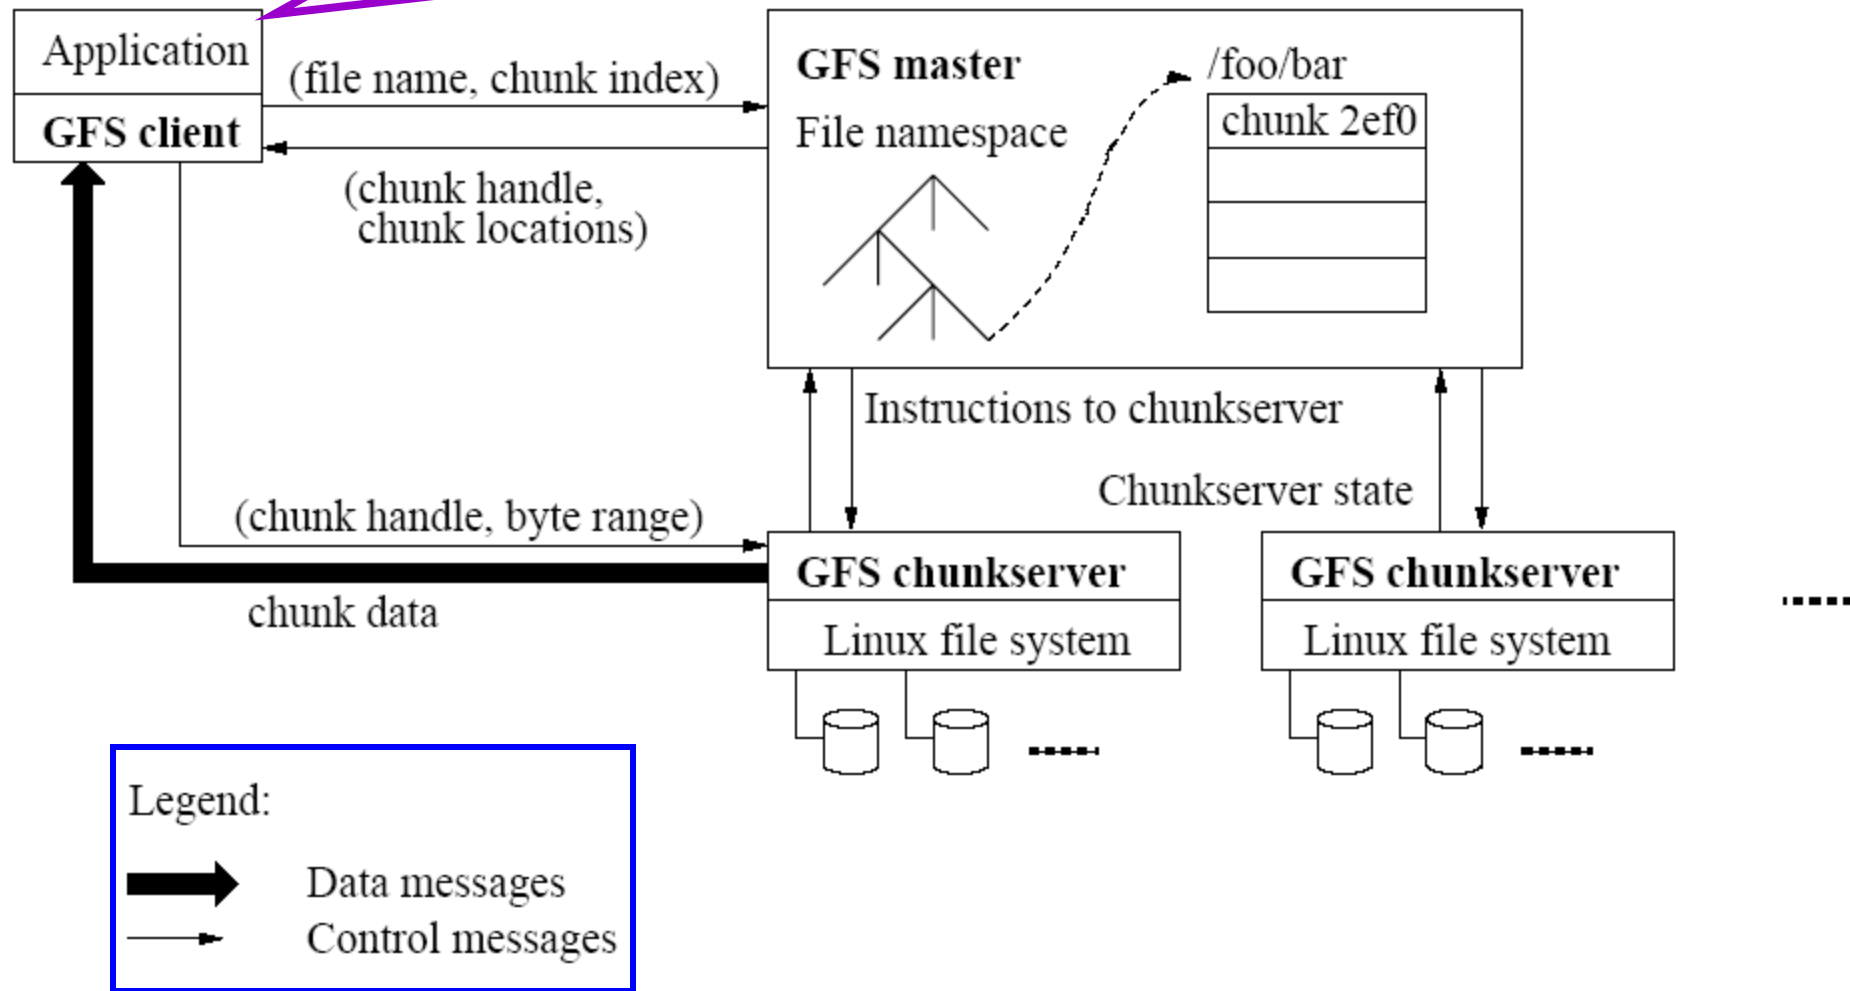 Application
GFS client
(file name, chunk index)
(chunk handle,
chunk locations)
GFS master
File namespace
/foo/bar
chunk 2ef0
Instructions to chunkserver
Chunkserver state
(chunk handle, byte range)
chunk data
GFS chunkserver
Linux file system
GFS chunkserver
Linux file system
Legend:
Data messages
Control messages